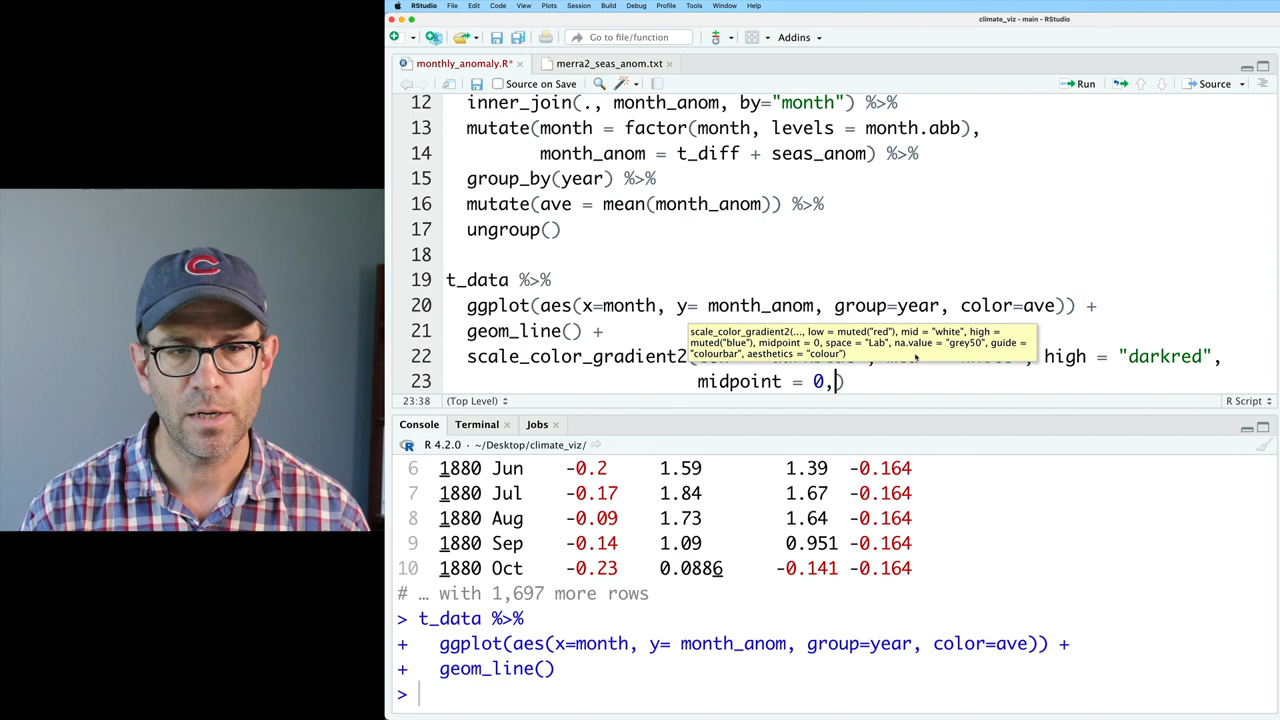 RStudio File Edit Code View Plots Session Build Debug Profile Tools Window Help
climate_viz - main - RStudio
Go to file/function Addins
monthly_anomaly.R* merra2_seas_anom.txt
Source on Save Run Source
12 inner_join(., month_anom, by="month") %>%
13 mutate(month = factor(month, levels = month.abb),
14 month_anom = t_diff + seas_anom) %>%
15 group_by(year) %>%
16 mutate(ave = mean(month_anom)) %>%
17 ungroup()
18
19 t_data %>%
20 ggplot(aes(x=month, y= month_anom, group=year, color=ave)) +
21 geom_line() +
scale_color_gradient2(..., low = muted("red"), mid = "white", high =
muted("blue"), midpoint = 0, space = "Lab", na.value = "grey50", guide =
"colourbar", aesthetics = "colour")
22 scale_color_gradient2( high = "darkred",
23 midpoint = 0,)
23:38 (Top Level) R Script
Console Terminal Jobs
R 4.2.0 · ~/Desktop/climate_viz/
6 1880 Jun -0.2 1.59 1.39 -0.164
7 1880 Jul -0.17 1.84 1.67 -0.164
8 1880 Aug -0.09 1.73 1.64 -0.164
9 1880 Sep -0.14 1.09 0.951 -0.164
10 1880 Oct -0.23 0.0886 -0.141 -0.164
# … with 1,697 more rows
> t_data %>%
+ ggplot(aes(x=month, y= month_anom, group=year, color=ave)) +
+ geom_line()
>